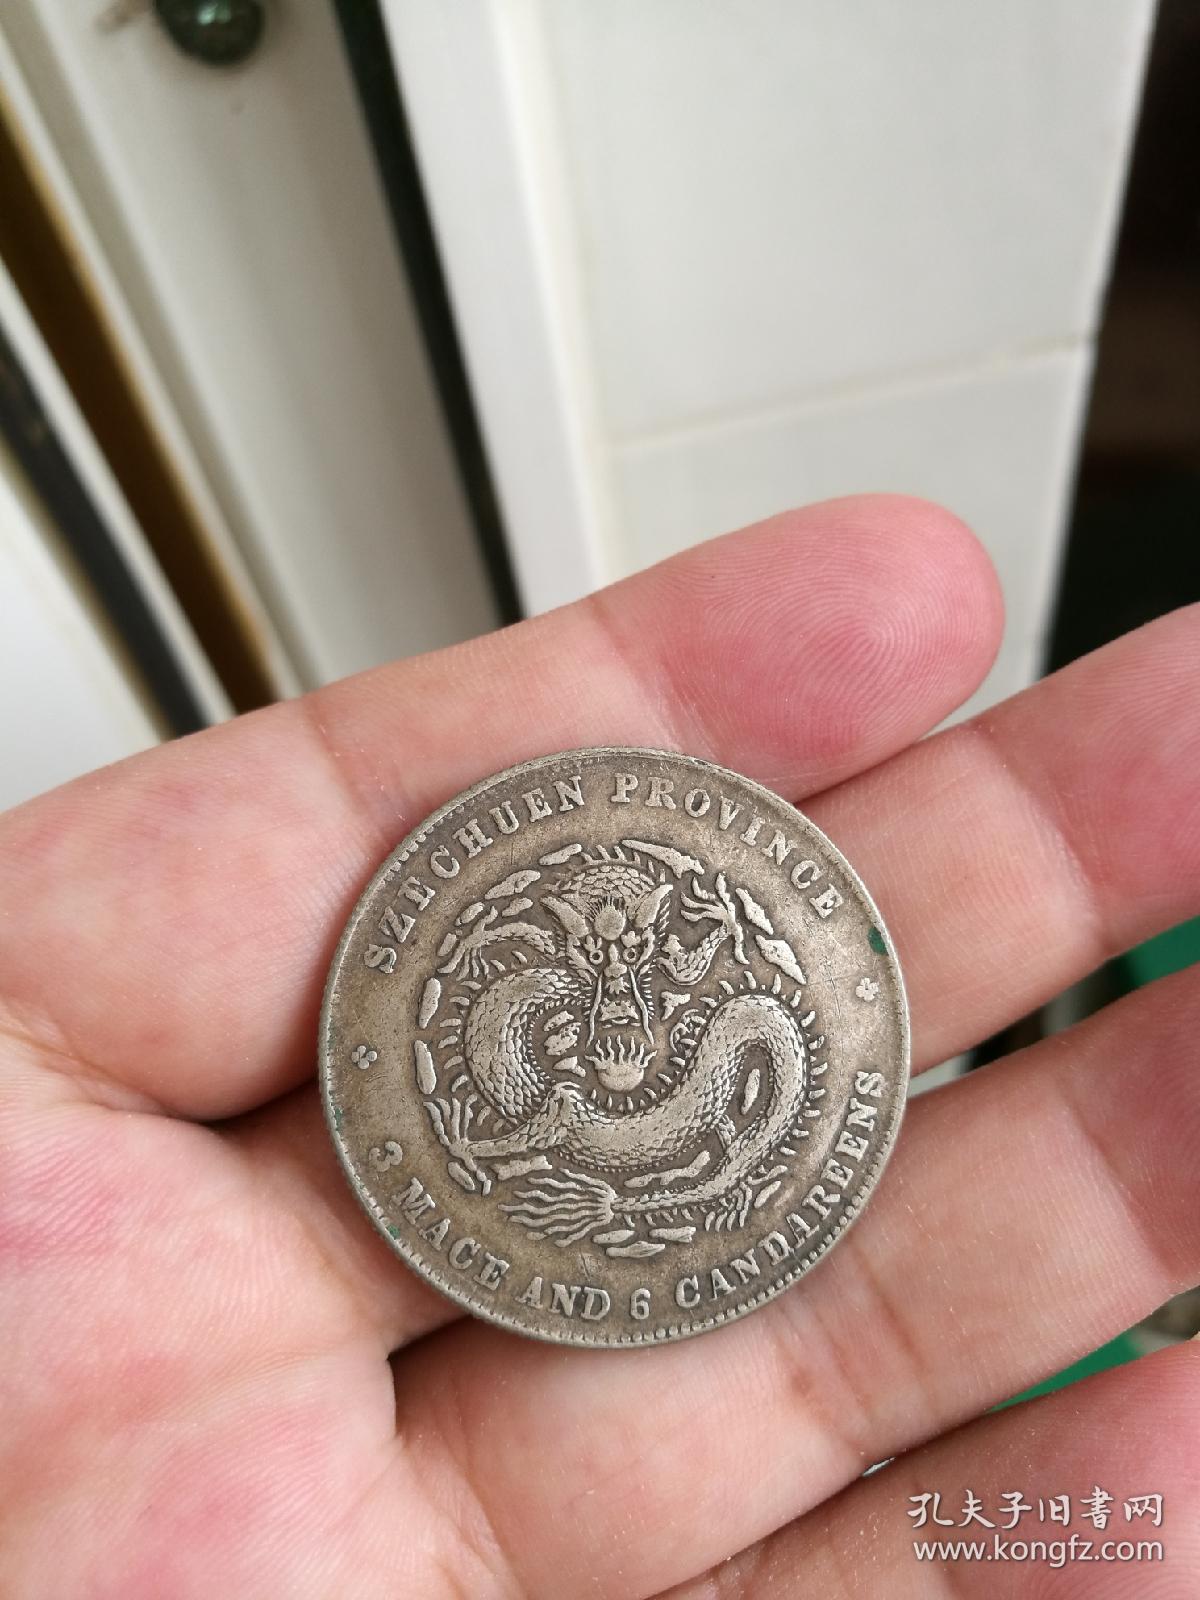 SZECHUEN PROVINCE
3 MACE AND 6 CANDAREENS
孔夫子旧书网
www.kongfz.com